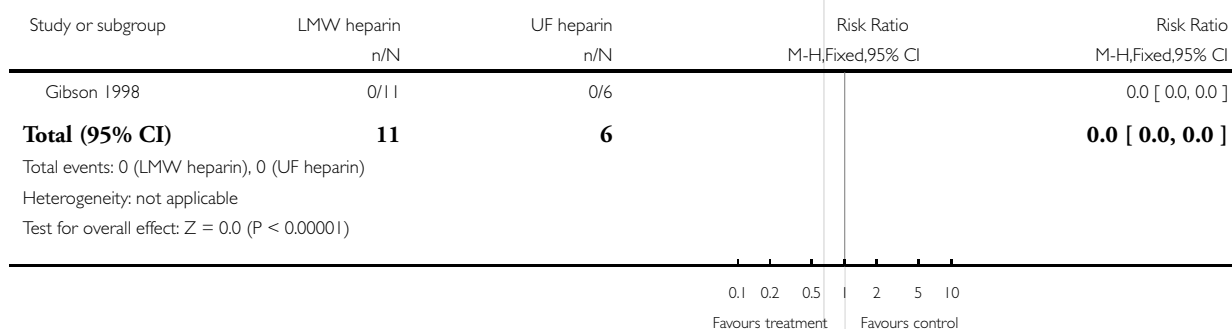 Study or subgroup LMW heparin UF heparin Risk Ratio Risk Ratio
n/N n/N M-H,Fixed,95% CI M-H,Fixed,95% CI
Gibson 1998 0/11 0/6 0.0 [ 0.0, 0.0 ]
Total (95% CI) 11 6 0.0 [ 0.0, 0.0 ]
Total events: 0 (LMW heparin), 0 (UF heparin)
Heterogeneity: not applicable
Test for overall effect: Z = 0.0 (P < 0.00001)
0.1 0.2 0.5 1 2 5 10
Favours treatment Favours control